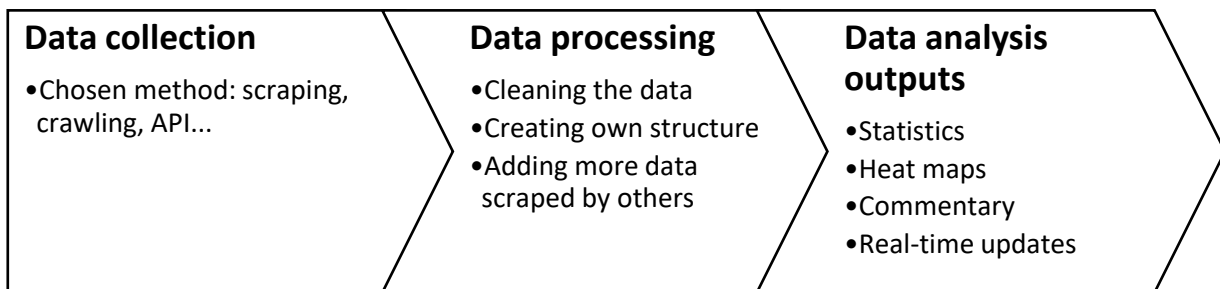 Data collection
•Chosen method: scraping,
crawling, API...
Data processing
•Cleaning the data
•Creating own structure
•Adding more data
scraped by others
Data analysis
outputs
•Statistics
•Heat maps
•Commentary
•Real-time updates